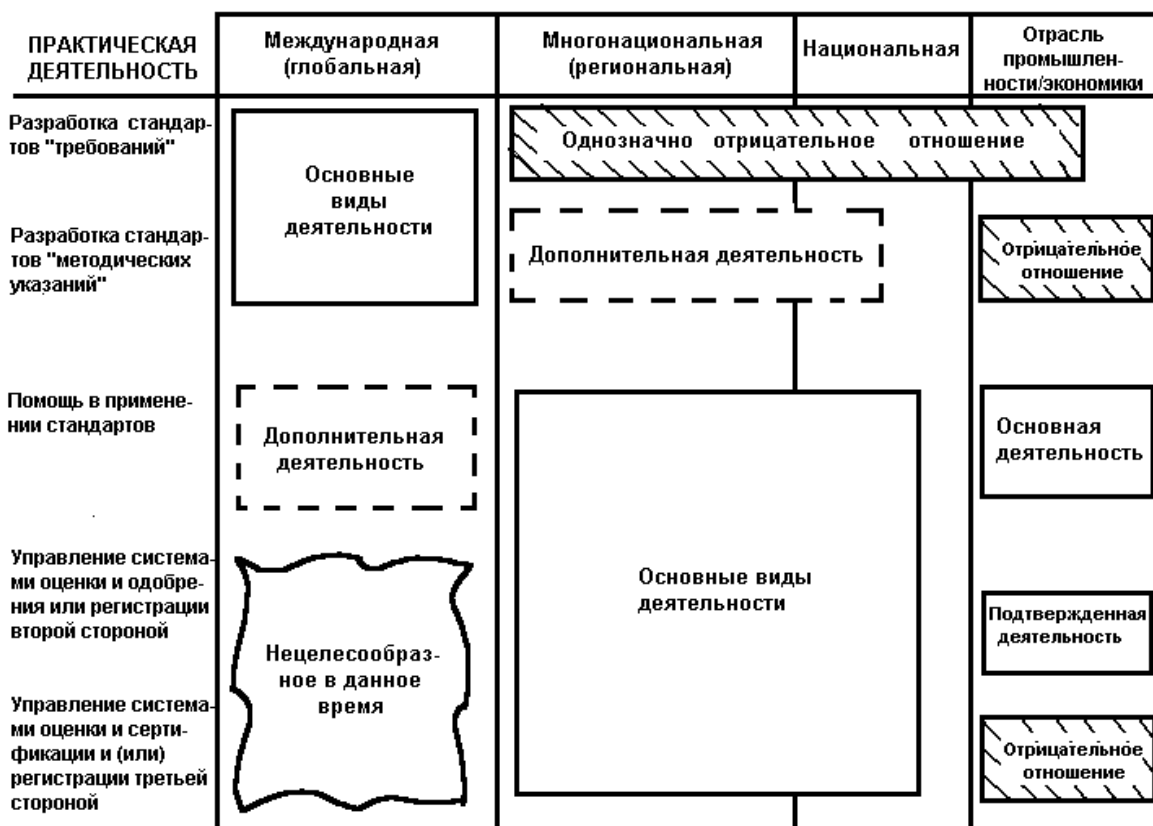 ПРАКТИЧЕСКАЯ
ДЕЯТЕЛЬНОСТЬ
Международная
(глобальная)
Многонациональная
(региональная)
Национальная
Отрасль
промышлен-
ности/экономики
Разработка стандар-
тов "требований"
Основные
виды
деятельности
Однозначно отрицательное отношение
Разработка стандар-
тов "методических
указаний"
Дополнительная деятельность
Отрицательное
отношение
Помощь в примене-
нии стандартов
Дополнительная
деятельность
Основные виды
деятельности
Основная
деятельность
Управление система-
ми оценки и одобре-
ния или регистрации
второй стороной
Нецелесообраз-
ное в данное
время
Подтвержденная
деятельность
Управление система-
ми оценки и серти-
фикации и (или)
регистрации третьей
стороной
Отрицательное
отношение